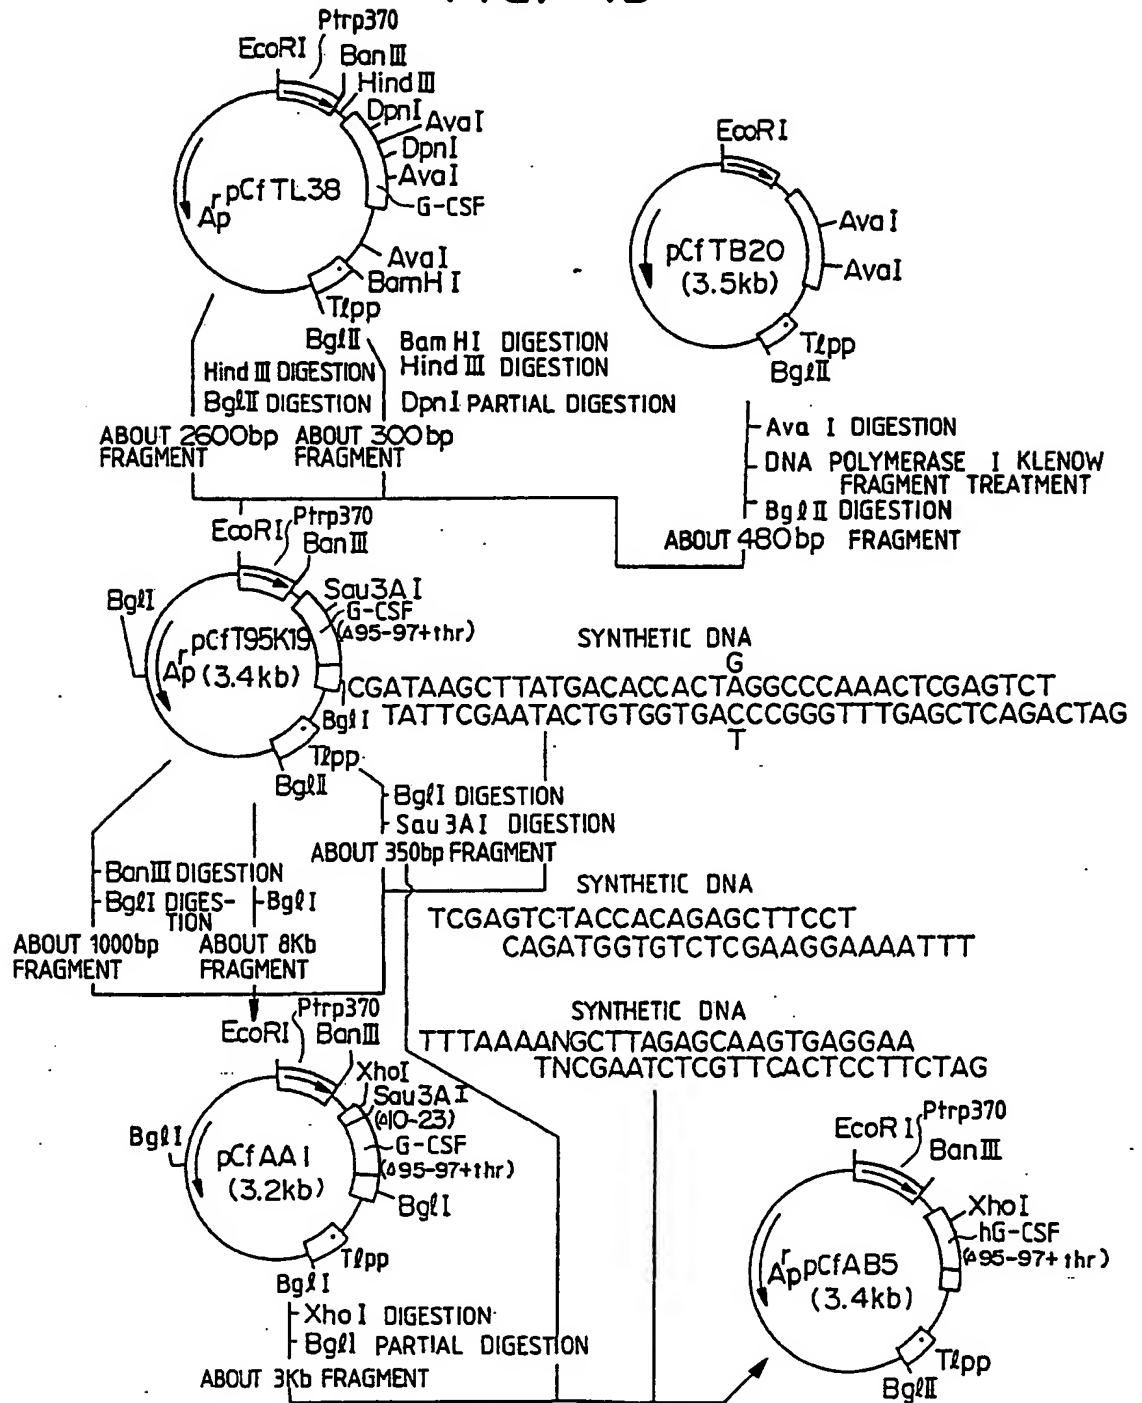 Ptrp370
EcoRI
BanIII
HindIII
DpnI
AvaI
DpnI
AvaI
G-CSF
pCfTL38
Apr
AvaI
BamHI
Tlpp
BglII
EcoRI
AvaI
AvaI
pCfTB20
(3.5kb)
Tlpp
BglII
HindIII DIGESTION
BglII DIGESTION
ABOUT 2600bp
FRAGMENT
BamHI DIGESTION
HindIII DIGESTION
DpnI PARTIAL DIGESTION
ABOUT 300bp
FRAGMENT
AvaI DIGESTION
DNA POLYMERASE I KLENOW
FRAGMENT TREATMENT
BglII DIGESTION
ABOUT 480bp FRAGMENT
Ptrp370
EcoRI
BanIII
BglI
Sau3AI
G-CSF
(Δ95-97+thr)
pCfT95K19
Apr (3.4kb)
BglI
Tlpp
BglII
SYNTHETIC DNA
G
CGATAAGCTTATGACACCACTAGGCCCAAACTCGAGTCT
TATTCGAATACTGTGGTGACCCGGGTTTGAGCTCAGACTAG
T
BglI DIGESTION
Sau3AI DIGESTION
ABOUT 350bp FRAGMENT
BanIII DIGESTION
BglI DIGES-
TION
ABOUT 1000bp
FRAGMENT
BglI
ABOUT 8Kb
FRAGMENT
SYNTHETIC DNA
TCGAGTCTACCACAGAGCTTCCT
CAGATGGTGTCTCGAAGGAAAATTT
SYNTHETIC DNA
TTTAAAANGCTTAGAGCAAGTGAGGAA
TNCGAATCTCGTTCACTCCTTCTAG
Ptrp370
EcoRI
BanIII
XhoI
Sau3AI
(Δ10-23)
G-CSF
(Δ95-97+thr)
BglI
pCfAA1
(3.2kb)
BglI
Tlpp
BglI
XhoI DIGESTION
BglI PARTIAL DIGESTION
ABOUT 3Kb FRAGMENT
Ptrp370
EcoRI
BanIII
XhoI
hG-CSF
(Δ95-97+thr)
Apr pCfAB5
(3.4kb)
Tlpp
BglII